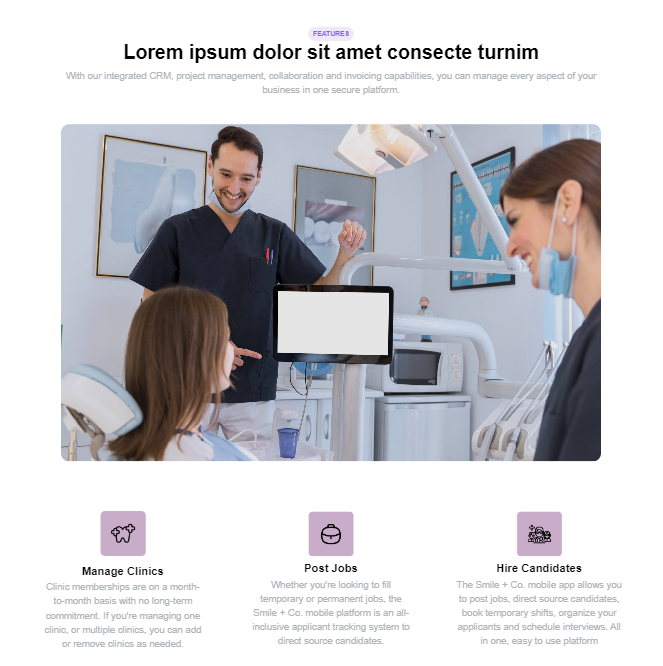 FEATURES
Lorem ipsum dolor sit amet consecte turnim
With our integrated CRM, project management, collaboration and invoicing capabilities, you can manage every aspect of your
business in one secure platform.
Manage Clinics
Clinic memberships are on a month-
to-month basis with no long-term
commitment. If you're managing one
clinic, or multiple clinics, you can add
or remove clinics as needed.
Post Jobs
Whether you're looking to fill
temporary or permanent jobs, the
Smile + Co. mobile platform is an all-
inclusive applicant tracking system to
direct source candidates.
Hire Candidates
The Smile + Co. mobile app allows you
to post jobs, direct source candidates,
book temporary shifts, organize your
applicants and schedule interviews. All
in one, easy to use platform